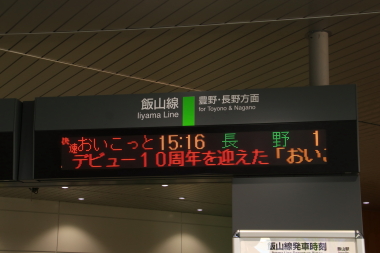 飯山線 豊野・長野方面
Iiyama Line for Toyono & Nagano
快速 おいこっと 15:16 長野 1
デビュー10周年を迎えた「おいこ
飯山線発車時刻